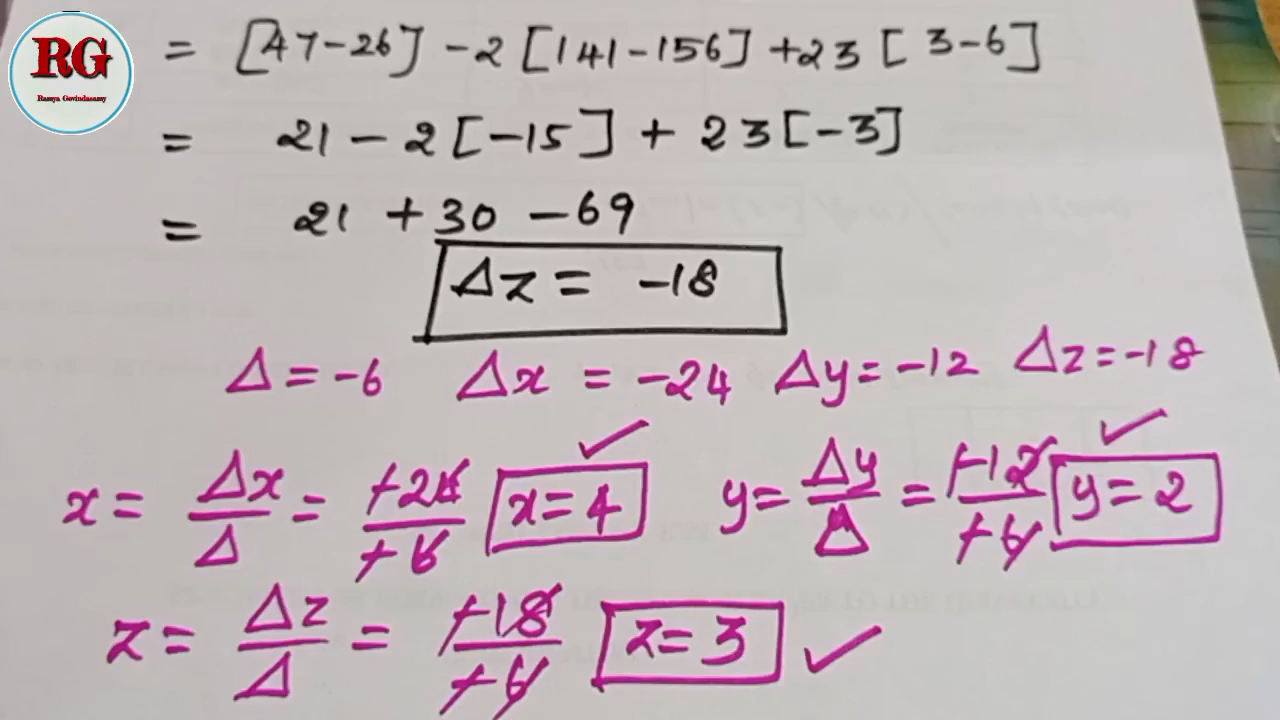 RG
Ramya Govindasamy
= [47-26] -2 [141-156] +23 [3-6]
= 21 - 2 [-15] + 23 [-3]
= 21 + 30 - 69
Δz = -18
Δ = -6 Δx = -24 Δy = -12 Δz = -18
x = Δx/Δ = -24/-6 x = 4 ✓ y = Δy/Δ = -12/-6 y = 2 ✓
z = Δz/Δ = -18/-6 z = 3 ✓